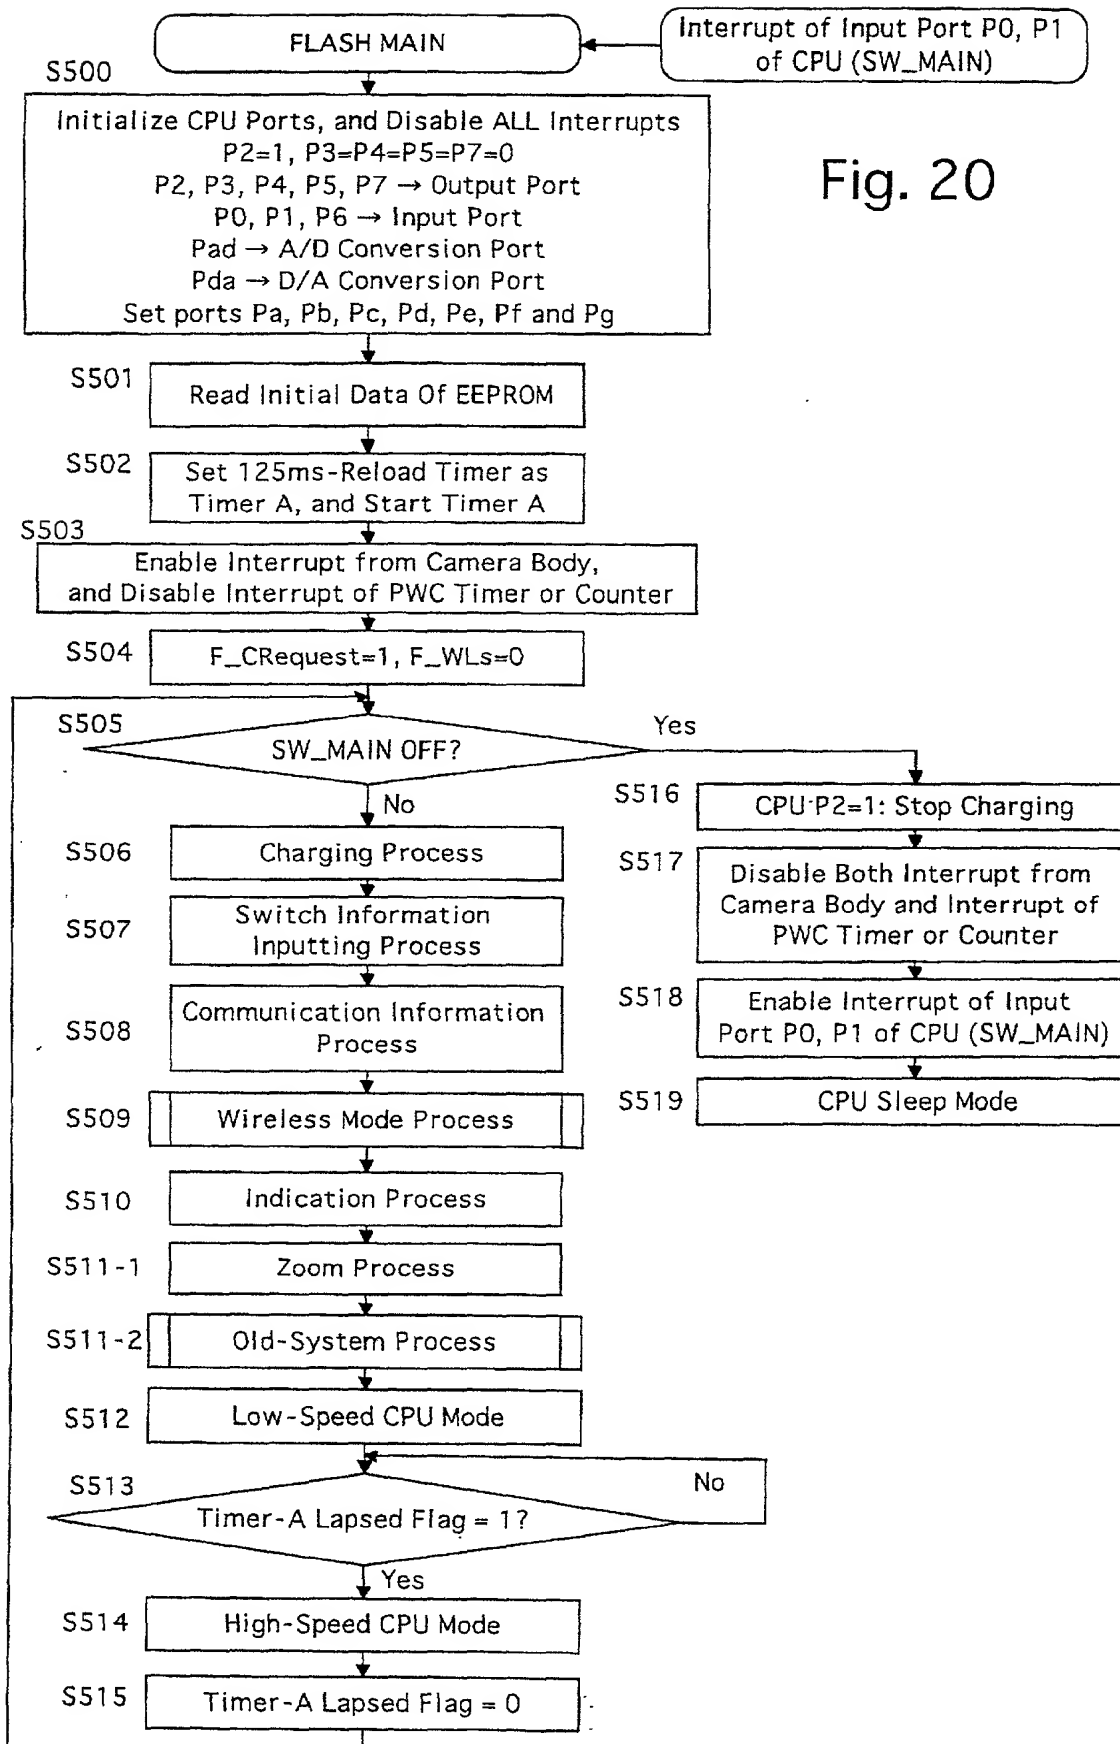 FLASH MAIN
Interrupt of Input Port P0, P1
of CPU (SW_MAIN)
Fig. 20
S500
Initialize CPU Ports, and Disable ALL Interrupts
P2=1, P3=P4=P5=P7=0
P2, P3, P4, P5, P7 → Output Port
P0, P1, P6 → Input Port
Pad → A/D Conversion Port
Pda → D/A Conversion Port
Set ports Pa, Pb, Pc, Pd, Pe, Pf and Pg
S501
Read Initial Data Of EEPROM
S502
Set 125ms-Reload Timer as
Timer A, and Start Timer A
S503
Enable Interrupt from Camera Body,
and Disable Interrupt of PWC Timer or Counter
S504
F_CRequest=1, F_WLs=0
S505
SW_MAIN OFF?
Yes
No
S506
Charging Process
S507
Switch Information
Inputting Process
S508
Communication Information
Process
S509
Wireless Mode Process
S510
Indication Process
S511-1
Zoom Process
S511-2
Old-System Process
S512
Low-Speed CPU Mode
S513
Timer-A Lapsed Flag = 1?
No
Yes
S514
High-Speed CPU Mode
S515
Timer-A Lapsed Flag = 0
S516
CPU P2=1: Stop Charging
S517
Disable Both Interrupt from
Camera Body and Interrupt of
PWC Timer or Counter
S518
Enable Interrupt of Input
Port P0, P1 of CPU (SW_MAIN)
S519
CPU Sleep Mode